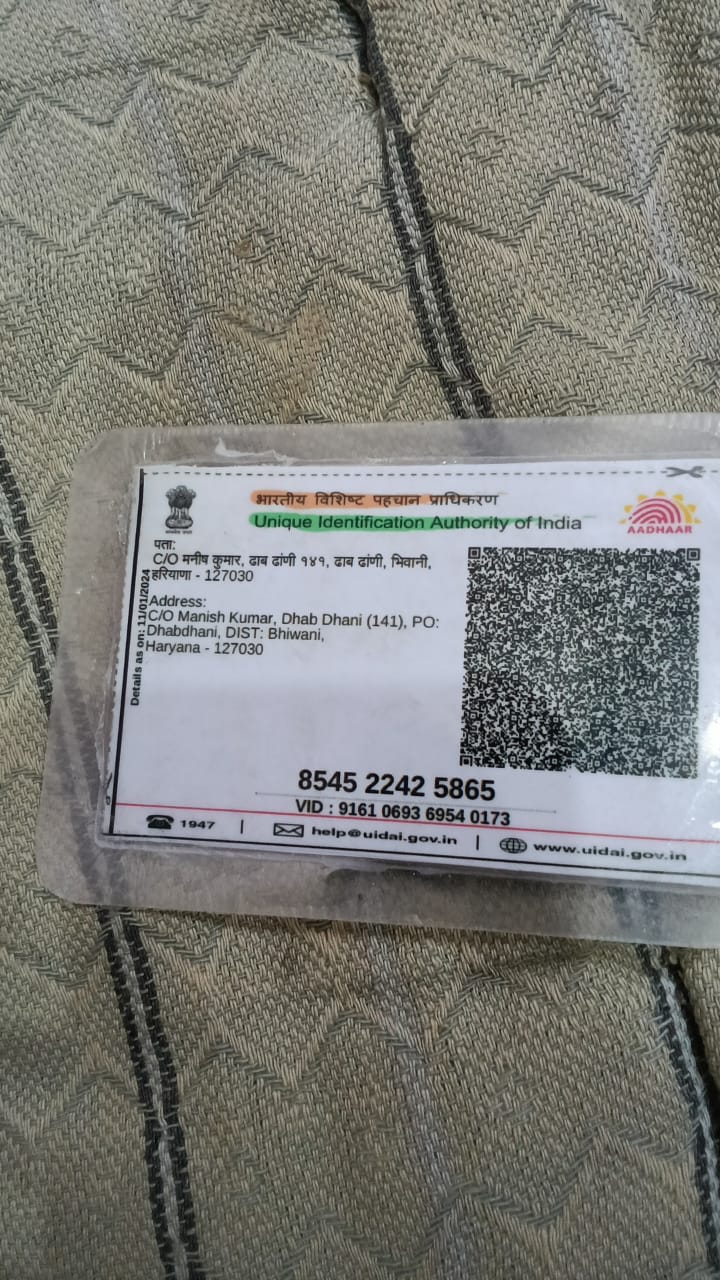 भारतीय विशिष्ट पहचान प्राधिकरण
Unique Identification Authority of India
AADHAAR
पता:
C/O मनीष कुमार, ढाब ढांणी १४१, ढाब ढांणी, भिवानी,
हरियाणा - 127030
Address:
C/O Manish Kumar, Dhab Dhani (141), PO:
Dhabdhani, DIST: Bhiwani,
Haryana - 127030
Details as on: 11/01/2024
8545 2242 5865
VID : 9161 0693 6954 0173
1947 | help@uidai.gov.in | www.uidai.gov.in